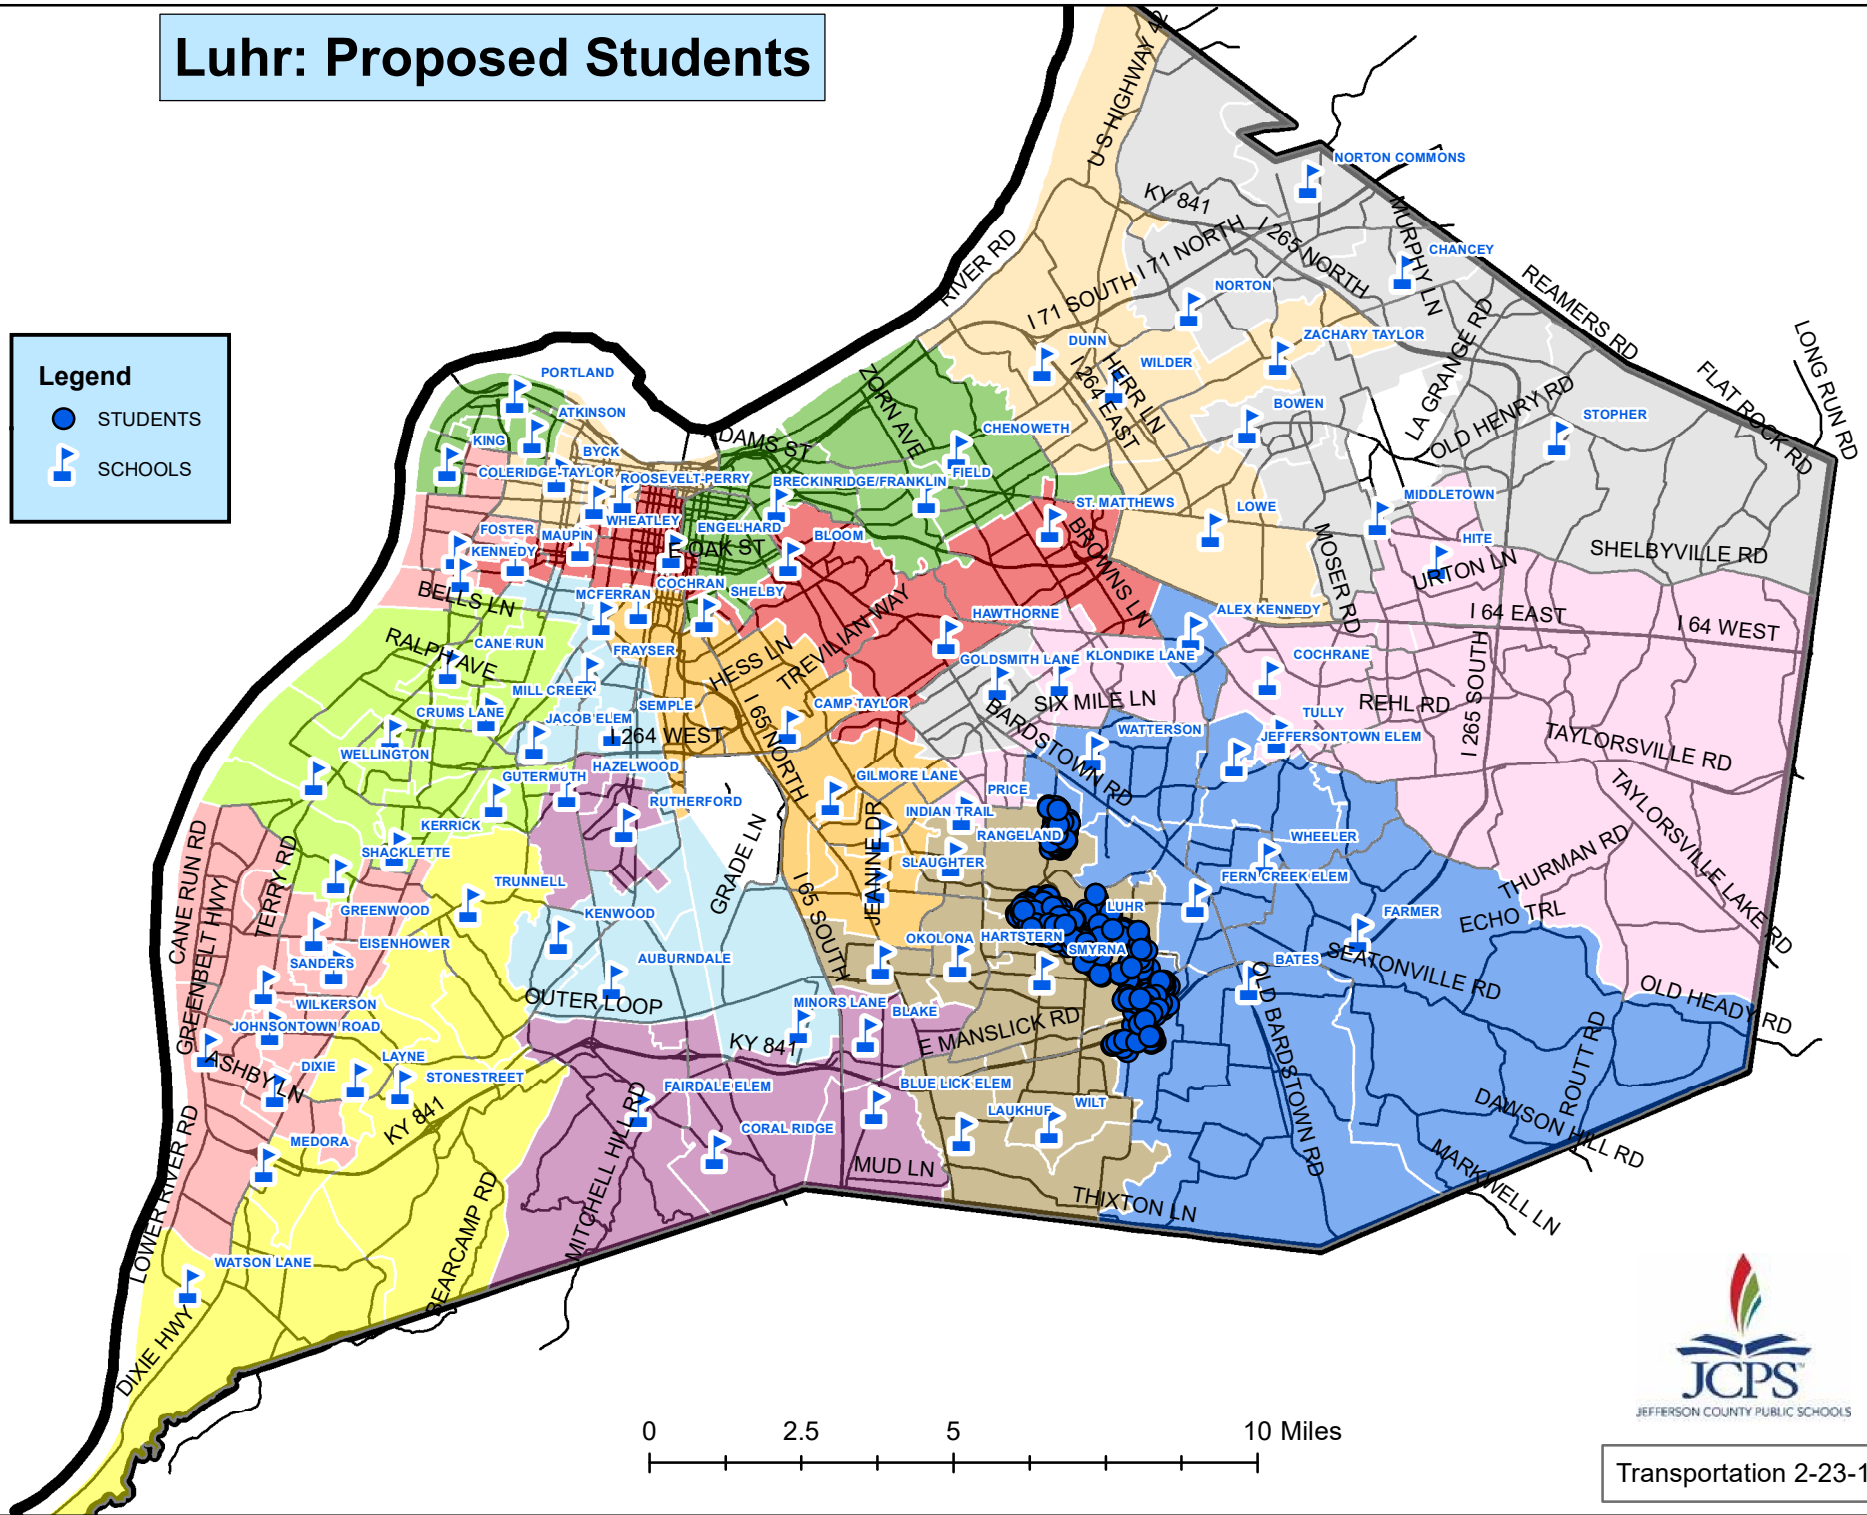 Luhr: Proposed Students
Legend
STUDENTS
SCHOOLS
U S HIGHWAY 42
NORTON COMMONS
KY 841
MURPHY LN
I 265 NORTH
I 71 NORTH
CHANCEY
RIVER RD
I 71 SOUTH
NORTON
REAMERS RD
LONG RUN RD
ZACHARY TAYLOR
LA GRANGE RD
DUNN
WILDER
HERR LN
I 264 EAST
FLAT ROCK RD
PORTLAND
ZORN AVE
OLD HENRY RD
BOWEN
STOPHER
ATKINSON
ADAMS ST
CHENOWETH
KING
BYCK
COLERIDGE-TAYLOR
ROOSEVELT-PERRY
BRECKINRIDGE/FRANKLIN
FIELD
MIDDLETOWN
ST. MATTHEWS
LOWE
WHEATLEY
ENGELHARD
BLOOM
BROWNS LN
MOSER RD
HITE
FOSTER
MAUPIN
KENNEDY
E OAK ST
SHELBYVILLE RD
URTON LN
BELLS LN
MCFERRAN
COCHRAN
SHELBY
TREVILIAN WAY
HAWTHORNE
ALEX KENNEDY
I 64 EAST
I 64 WEST
RALPH AVE
CANE RUN
FRAYSER
HESS LN
GOLDSMITH LANE
KLONDIKE LANE
COCHRANE
I 265 SOUTH
MILL CREEK
SEMPLE
I 65 NORTH
CAMP TAYLOR
SIX MILE LN
REHL RD
CRUMS LANE
JACOB ELEM
I 264 WEST
BARDSTOWN RD
WATTERSON
TULLY
JEFFERSONTOWN ELEM
TAYLORSVILLE RD
WELLINGTON
GUTERMUTH
HAZELWOOD
GILMORE LANE
PRICE
TAYLORSVILLE LAKE RD
RUTHERFORD
INDIAN TRAIL
KERRICK
JEANINE DR
RANGELAND
WHEELER
THURMAN RD
CANE RUN RD
TERRY RD
SHACKLETTE
GRADE LN
SLAUGHTER
GREENBELT HWY
TRUNNELL
I 65 SOUTH
FERN CREEK ELEM
GREENWOOD
KENWOOD
LUHR
FARMER
ECHO TRL
EISENHOWER
OKOLONA
HARTSTERN
SMYRNA
SANDERS
AUBURNDALE
BATES
SEATONVILLE RD
WILKERSON
OUTER LOOP
MINORS LANE
BLAKE
OLD BARDSTOWN RD
OLD HEADY RD
JOHNSONTOWN ROAD
KY 841
E MANSLICK RD
ROUTT RD
ASHBY LN
DIXIE
LAYNE
STONESTREET
FAIRDALE ELEM
BLUE LICK ELEM
KY 841
LAUKHUF
WILT
DAWSON HILL RD
MEDORA
CORAL RIDGE
MUD LN
MARKWELL LN
LOWER RIVER RD
BEARCAMP RD
MITCHELL HILL RD
THIXTON LN
WATSON LANE
DIXIE HWY
JCPS
JEFFERSON COUNTY PUBLIC SCHOOLS
0 2.5 5 10 Miles
Transportation 2-23-1